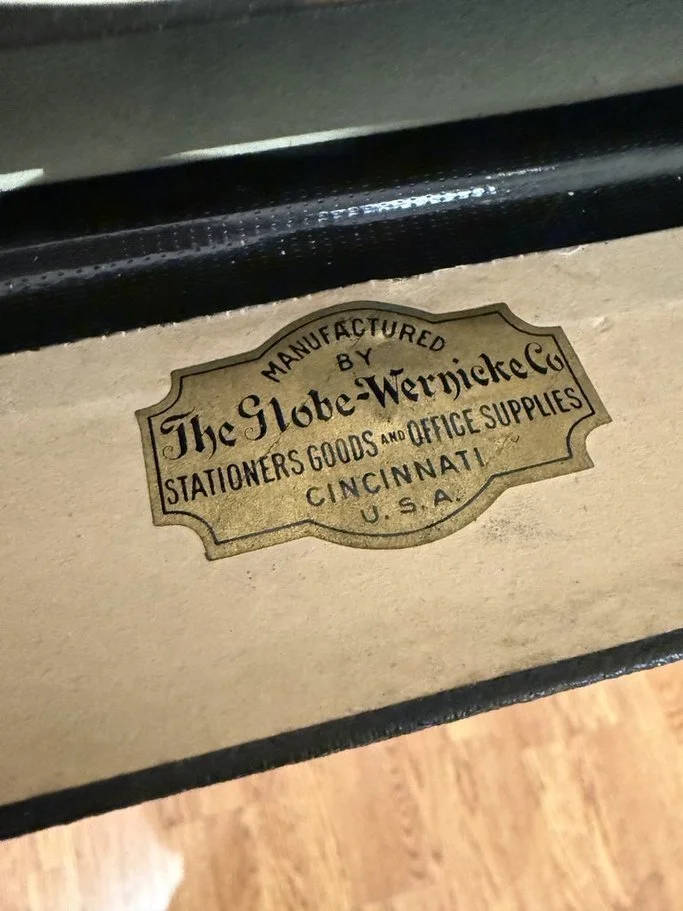 MANUFACTURED
BY
The Globe-Wernicke Co
STATIONERS GOODS AND OFFICE SUPPLIES
CINCINNATI
U.S.A.